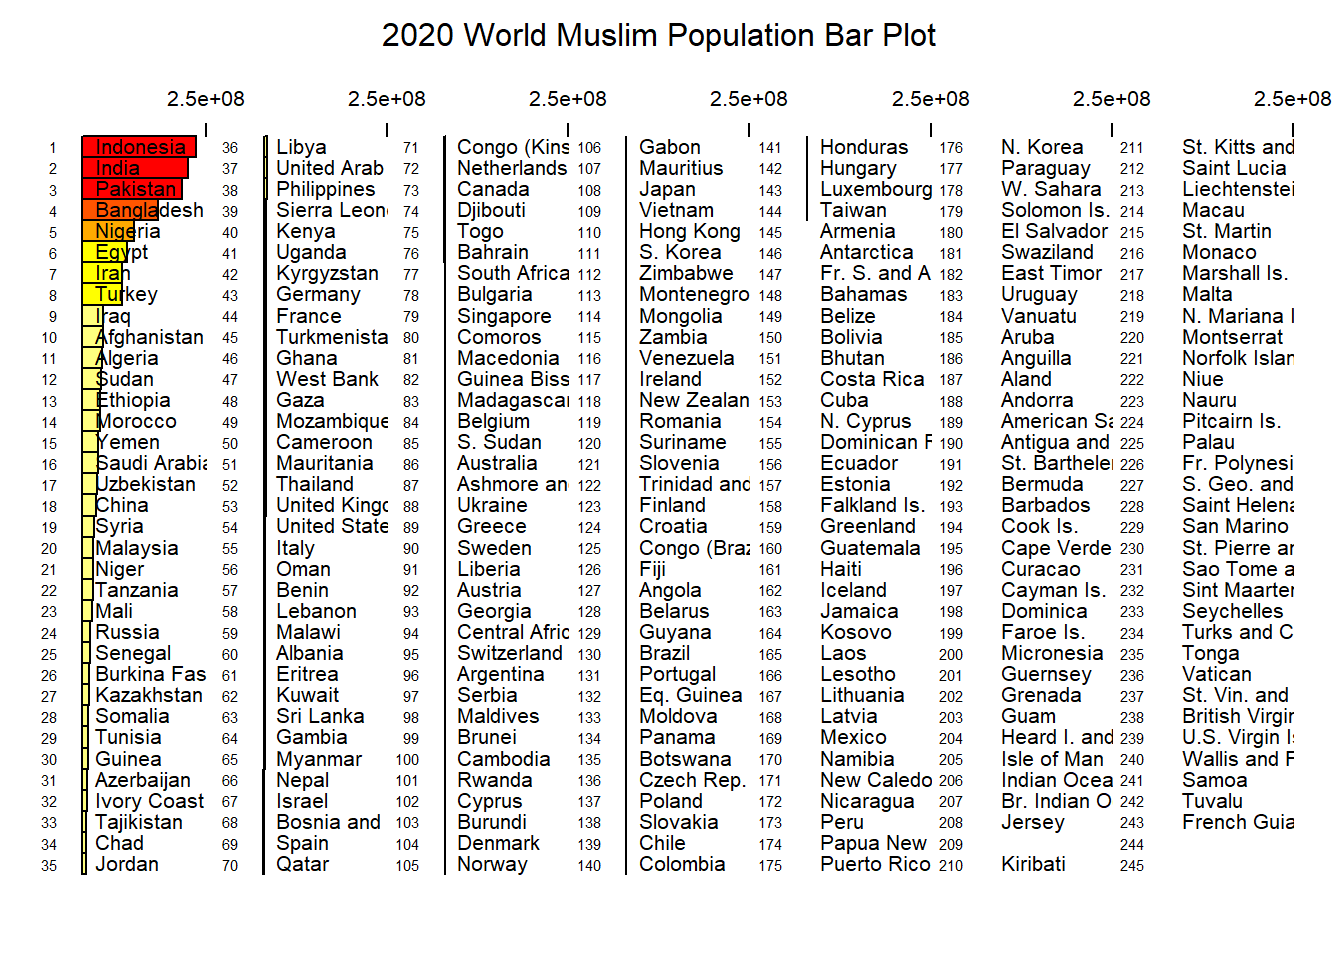 2020 World Muslim Population Bar Plot
2.5e+08 2.5e+08 2.5e+08 2.5e+08 2.5e+08 2.5e+08 2.5e+08
1 Indonesia
2 India
3 Pakistan
4 Bangladesh
5 Nigeria
6 Egypt
7 Iran
8 Turkey
9 Iraq
10 Afghanistan
11 Algeria
12 Sudan
13 Ethiopia
14 Morocco
15 Yemen
16 Saudi Arabia
17 Uzbekistan
18 China
19 Syria
20 Malaysia
21 Niger
22 Tanzania
23 Mali
24 Russia
25 Senegal
26 Burkina Fas
27 Kazakhstan
28 Somalia
29 Tunisia
30 Guinea
31 Azerbaijan
32 Ivory Coast
33 Tajikistan
34 Chad
35 Jordan
36 Libya
37 United Arab
38 Philippines
39 Sierra Leon
40 Kenya
41 Uganda
42 Kyrgyzstan
43 Germany
44 France
45 Turkmenista
46 Ghana
47 West Bank
48 Gaza
49 Mozambique
50 Cameroon
51 Mauritania
52 Thailand
53 United Kingd
54 United State
55 Italy
56 Oman
57 Benin
58 Lebanon
59 Malawi
60 Albania
61 Eritrea
62 Kuwait
63 Sri Lanka
64 Gambia
65 Myanmar
66 Nepal
67 Israel
68 Bosnia and
69 Spain
70 Qatar
71 Congo (Kins
72 Netherlands
73 Canada
74 Djibouti
75 Togo
76 Bahrain
77 South Africa
78 Bulgaria
79 Singapore
80 Comoros
81 Macedonia
82 Guinea Biss
83 Madagascar
84 Belgium
85 S. Sudan
86 Australia
87 Ashmore an
88 Ukraine
89 Greece
90 Sweden
91 Liberia
92 Austria
93 Georgia
94 Central Afric
95 Switzerland
96 Argentina
97 Serbia
98 Maldives
99 Brunei
100 Cambodia
101 Rwanda
102 Cyprus
103 Burundi
104 Denmark
105 Norway
106 Gabon
107 Mauritius
108 Japan
109 Vietnam
110 Hong Kong
111 S. Korea
112 Zimbabwe
113 Montenegro
114 Mongolia
115 Zambia
116 Venezuela
117 Ireland
118 New Zealan
119 Romania
120 Suriname
121 Slovenia
122 Trinidad and
123 Finland
124 Croatia
125 Congo (Braz
126 Fiji
127 Angola
128 Belarus
129 Guyana
130 Brazil
131 Portugal
132 Eq. Guinea
133 Moldova
134 Panama
135 Botswana
136 Czech Rep.
137 Poland
138 Slovakia
139 Chile
140 Colombia
141 Honduras
142 Hungary
143 Luxembourg
144 Taiwan
145 Armenia
146 Antarctica
147 Fr. S. and A
148 Bahamas
149 Belize
150 Bolivia
151 Bhutan
152 Costa Rica
153 Cuba
154 N. Cyprus
155 Dominican R
156 Ecuador
157 Estonia
158 Falkland Is.
159 Greenland
160 Guatemala
161 Haiti
162 Iceland
163 Jamaica
164 Kosovo
165 Laos
166 Lesotho
167 Lithuania
168 Latvia
169 Mexico
170 Namibia
171 New Caledo
172 Nicaragua
173 Peru
174 Papua New
175 Puerto Rico
176 N. Korea
177 Paraguay
178 W. Sahara
179 Solomon Is.
180 El Salvador
181 Swaziland
182 East Timor
183 Uruguay
184 Vanuatu
185 Aruba
186 Anguilla
187 Aland
188 Andorra
189 American Sa
190 Antigua and
191 St. Barthele
192 Bermuda
193 Barbados
194 Cook Is.
195 Cape Verde
196 Curacao
197 Cayman Is.
198 Dominica
199 Faroe Is.
200 Micronesia
201 Guernsey
202 Grenada
203 Guam
204 Heard I. and
205 Isle of Man
206 Indian Ocea
207 Br. Indian O
208 Jersey
209
210 Kiribati
211 St. Kitts and
212 Saint Lucia
213 Liechtenstei
214 Macau
215 St. Martin
216 Monaco
217 Marshall Is.
218 Malta
219 N. Mariana I
220 Montserrat
221 Norfolk Islan
222 Niue
223 Nauru
224 Pitcairn Is.
225 Palau
226 Fr. Polynesi
227 S. Geo. and
228 Saint Helena
229 San Marino
230 St. Pierre an
231 Sao Tome a
232 Sint Maarten
233 Seychelles
234 Turks and C
235 Tonga
236 Vatican
237 St. Vin. and
238 British Virgin
239 U.S. Virgin Is
240 Wallis and F
241 Samoa
242 Tuvalu
243 French Guia
244
245